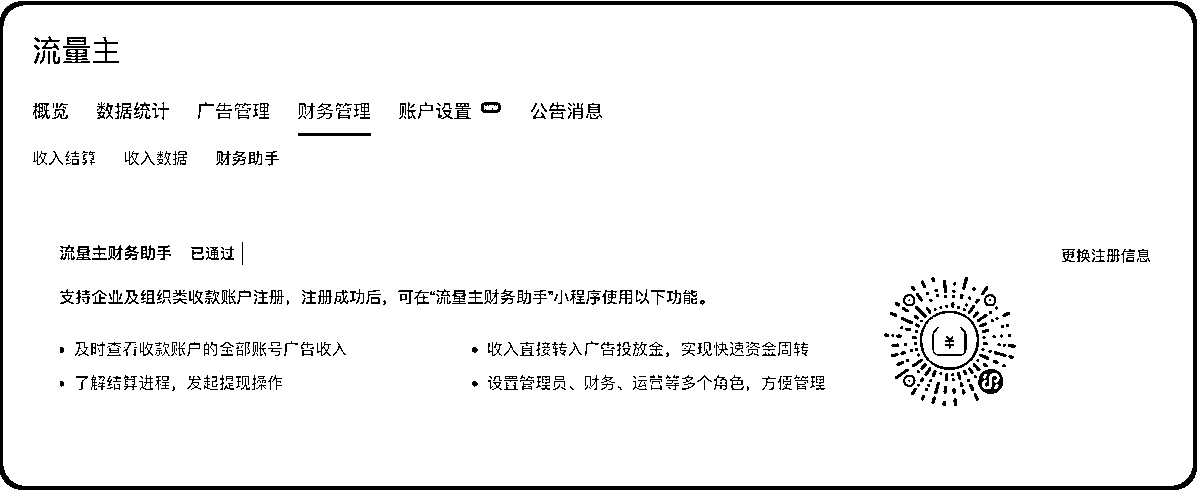 流量主
概览 数据统计 广告管理 财务管理 账户设置 公告消息
收入结算 收入数据 财务助手
流量主财务助手 已通过
更换注册信息
支持企业及组织类收款账户注册，注册成功后，可在“流量主财务助手”小程序使用以下功能。
• 及时查看收款账户的全部账号广告收入
• 收入直接转入广告投放金，实现快速资金周转
• 了解结算进程，发起提现操作
• 设置管理员、财务、运营等多个角色，方便管理
¥